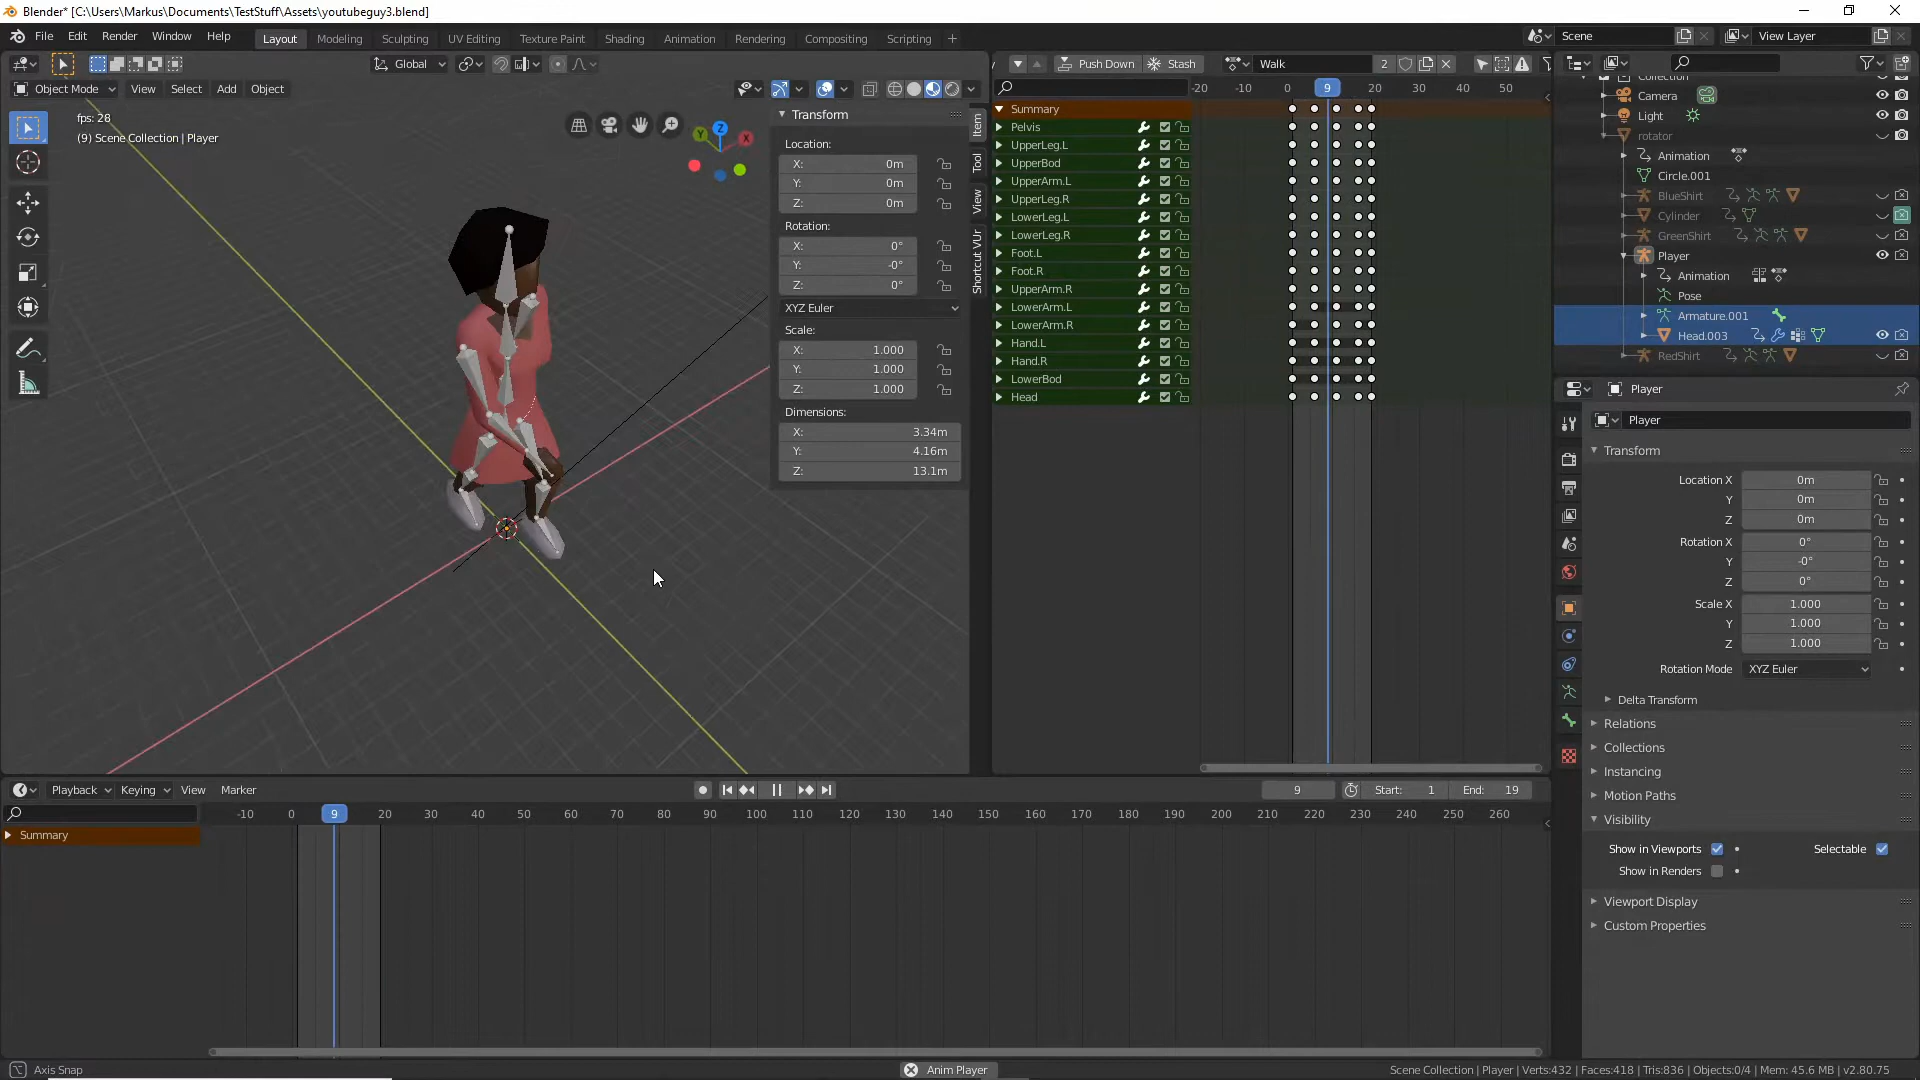 Blender* [C:\Users\Markus\Documents\TestStuff\Assets\youtubeguy3.blend]
File Edit Render Window Help
Layout Modeling Sculpting UV Editing Texture Paint Shading Animation Rendering Compositing Scripting +
Scene
View Layer
Global
Object Mode View Select Add Object
fps: 28
(9) Scene Collection | Player
Z
Y
X
Transform
Location:
X: 0m
Y: 0m
Z: 0m
Rotation:
X: 0°
Y: -0°
Z: 0°
XYZ Euler
Scale:
X: 1.000
Y: 1.000
Z: 1.000
Dimensions:
X: 3.34m
Y: 4.16m
Z: 13.1m
Item
Tool
View
Shortcut VUr
Push Down Stash Walk 2
-20 -10 0 9 20 30 40 50
Summary
Pelvis
UpperLeg.L
UpperBod
UpperArm.L
UpperLeg.R
LowerLeg.L
LowerLeg.R
Foot.L
Foot.R
UpperArm.R
LowerArm.L
LowerArm.R
Hand.L
Hand.R
LowerBod
Head
Camera
Light
rotator
Animation
Circle.001
BlueShirt
Cylinder
GreenShirt
Player
Animation
Pose
Armature.001
Head.003
RedShirt
Player
Player
Transform
Location X 0m
Y 0m
Z 0m
Rotation X 0°
Y -0°
Z 0°
Scale X 1.000
Y 1.000
Z 1.000
Rotation Mode XYZ Euler
Delta Transform
Relations
Collections
Instancing
Motion Paths
Visibility
Show in Viewports Selectable
Show in Renders
Viewport Display
Custom Properties
Playback Keying View Marker
9 Start: 1 End: 19
-10 0 9 20 30 40 50 60 70 80 90 100 110 120 130 140 150 160 170 180 190 200 210 220 230 240 250 260
Summary
Axis Snap
Anim Player
Scene Collection | Player | Verts:432 | Faces:418 | Tris:836 | Objects:0/4 | Mem: 45.6 MB | v2.80.75